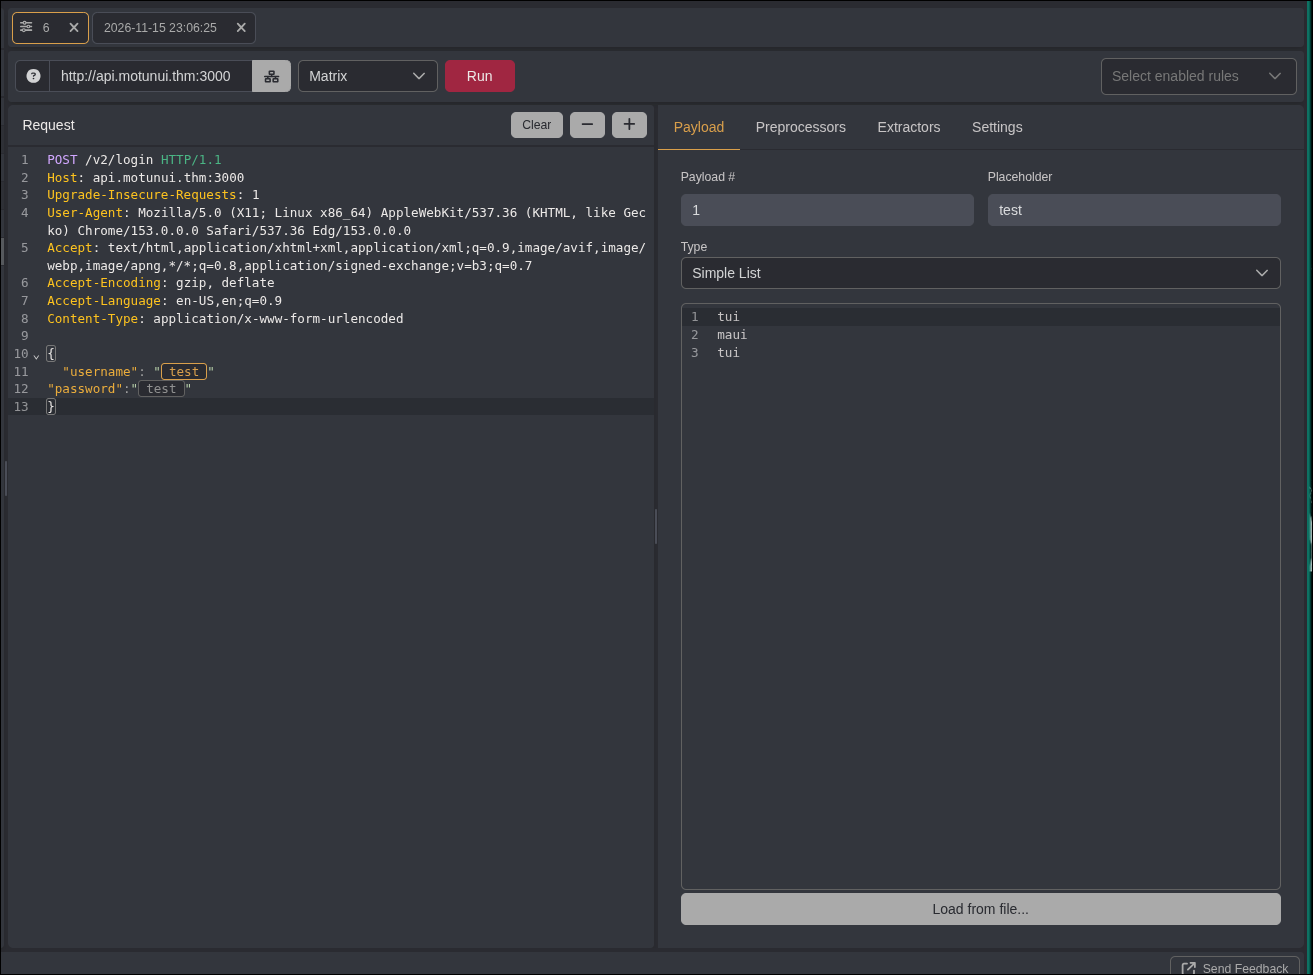 6
2026-11-15 23:06:25
http://api.motunui.thm:3000
Matrix
Run
Select enabled rules
Request
Clear
Payload
Preprocessors
Extractors
Settings
1 POST /v2/login HTTP/1.1
2 Host: api.motunui.thm:3000
3 Upgrade-Insecure-Requests: 1
4 User-Agent: Mozilla/5.0 (X11; Linux x86_64) AppleWebKit/537.36 (KHTML, like Gec
ko) Chrome/153.0.0.0 Safari/537.36 Edg/153.0.0.0
5 Accept: text/html,application/xhtml+xml,application/xml;q=0.9,image/avif,image/
webp,image/apng,*/*;q=0.8,application/signed-exchange;v=b3;q=0.7
6 Accept-Encoding: gzip, deflate
7 Accept-Language: en-US,en;q=0.9
8 Content-Type: application/x-www-form-urlencoded
9
10 {
11 "username": "test"
12 "password":"test"
13 }
Payload #
Placeholder
1
test
Type
Simple List
1 tui
2 maui
3 tui
Load from file...
Send Feedback